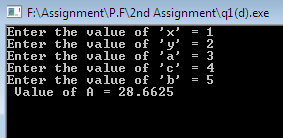 F:\Assignment\P.F\2nd Assignment\q1(d).exe
Enter the value of 'x' = 1
Enter the value of 'y' = 2
Enter the value of 'a' = 3
Enter the value of 'c' = 4
Enter the value of 'b' = 5
 Value of A = 28.6625